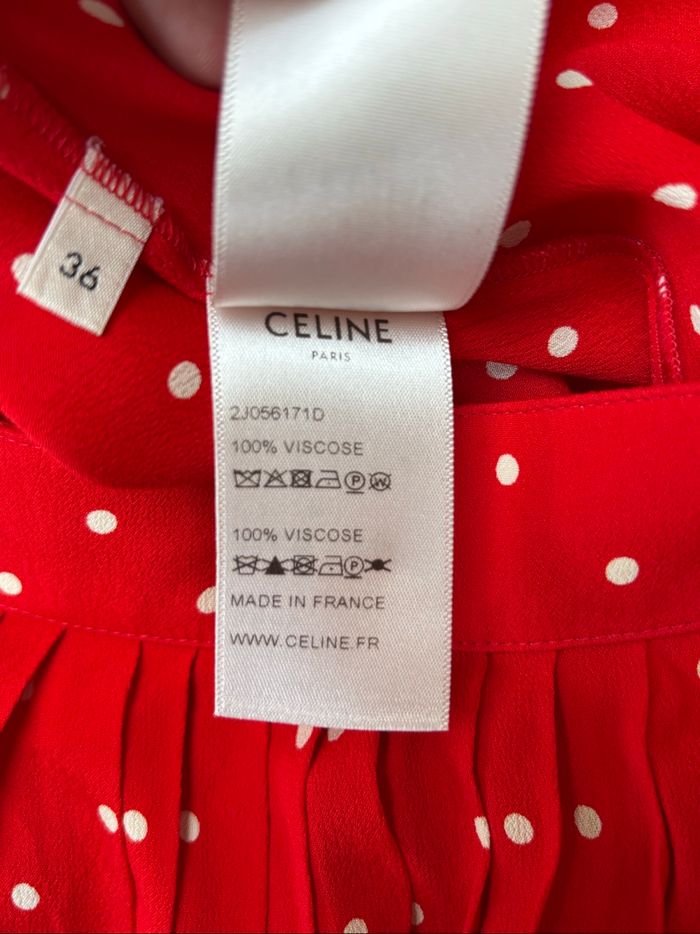 36
CELINE
PARIS
2J056171D
100% VISCOSE
P W
100% VISCOSE
P
MADE IN FRANCE
WWW.CELINE.FR